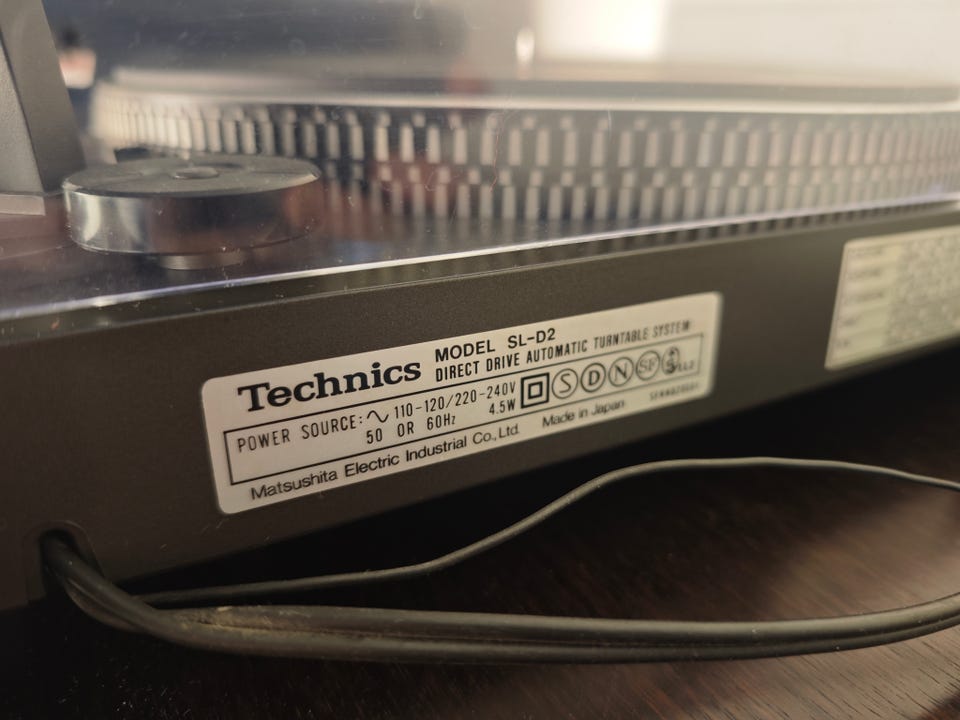 Technics
MODEL SL-D2
DIRECT DRIVE AUTOMATIC TURNTABLE SYSTEM
POWER SOURCE: ∿ 110-120/220-240V
50 OR 60Hz 4.5W
S D N SF
Matsushita Electric Industrial Co., Ltd. Made in Japan